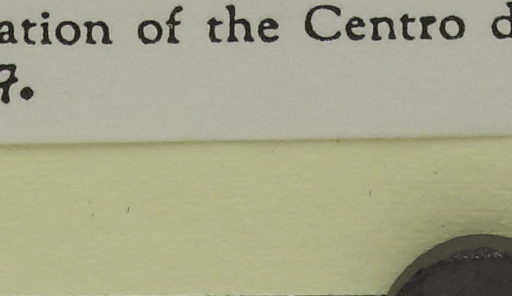 ation of the Centro d
7.